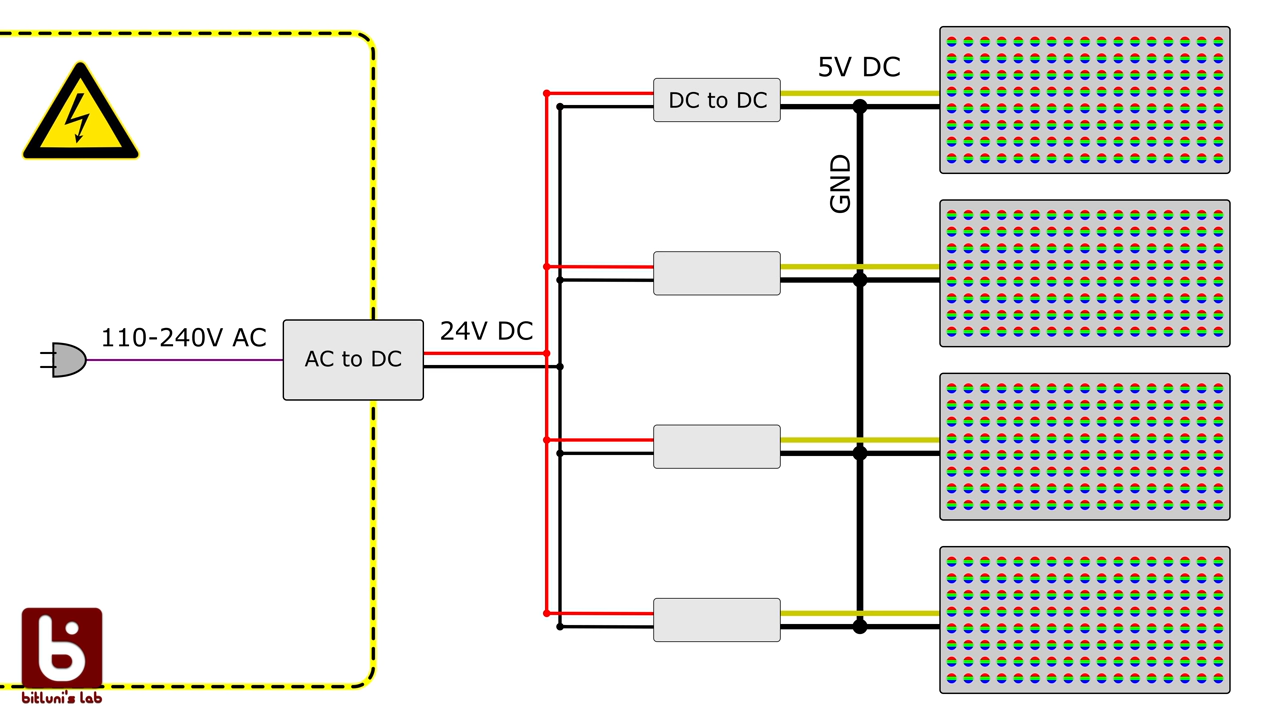 5V DC
DC to DC
GND
24V DC
110-240V AC
AC to DC
bitluni's lab